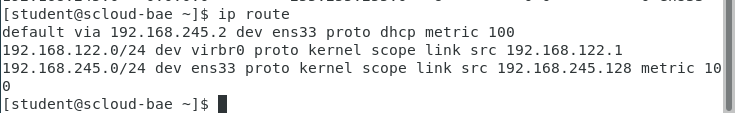 [student@scloud-bae ~]$ ip route
default via 192.168.245.2 dev ens33 proto dhcp metric 100
192.168.122.0/24 dev virbr0 proto kernel scope link src 192.168.122.1
192.168.245.0/24 dev ens33 proto kernel scope link src 192.168.245.128 metric 10
0
[student@scloud-bae ~]$